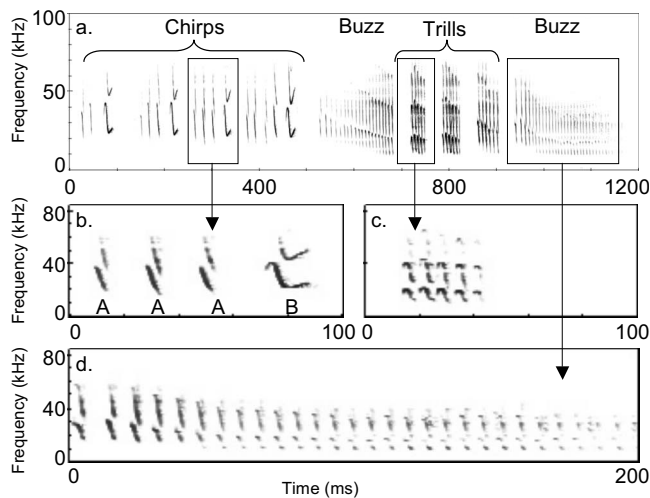 Chirps Buzz Trills Buzz
a.
Frequency (kHz)
100
50
0
0 400 800 1200
b. c.
Frequency (kHz)
80
40
0
A A A B
0 100 0 100
d.
Frequency (kHz)
80
40
0
0 200
Time (ms)